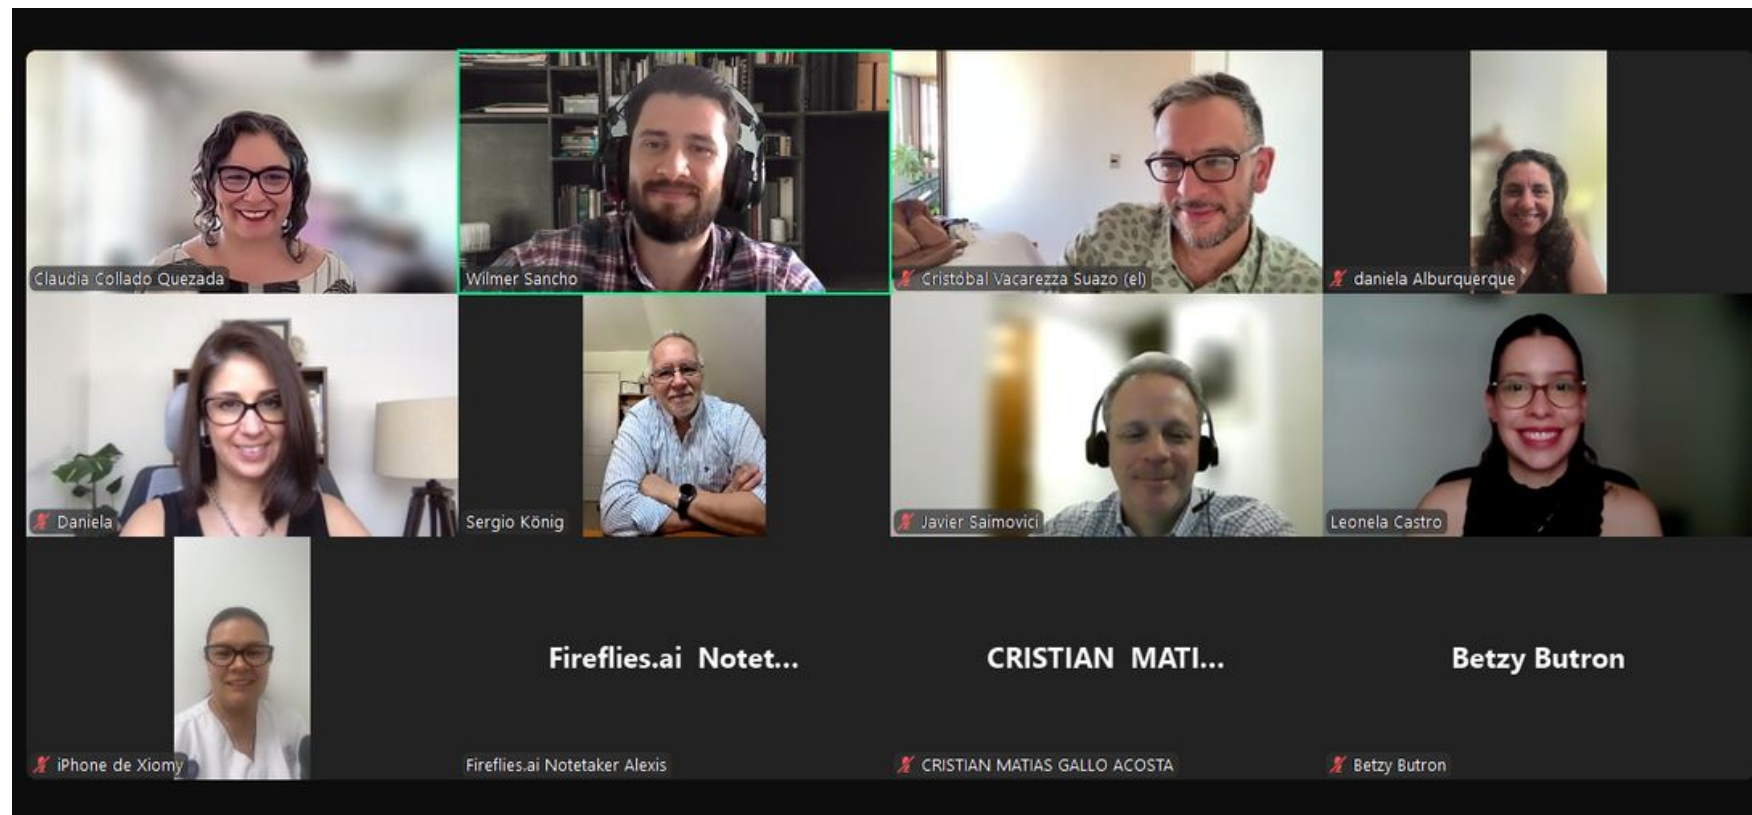 Claudia Collado Quezada
Wilmer Sancho
Cristóbal Vacarezza Suazo (el)
daniela Alburquerque
Daniela
Sergio König
Javier Saimovici
Leonela Castro
Fireflies.ai Notet...
CRISTIAN MATI...
Betzy Butron
iPhone de Xiomy
Fireflies.ai Notetaker Alexis
CRISTIAN MATIAS GALLO ACOSTA
Betzy Butron